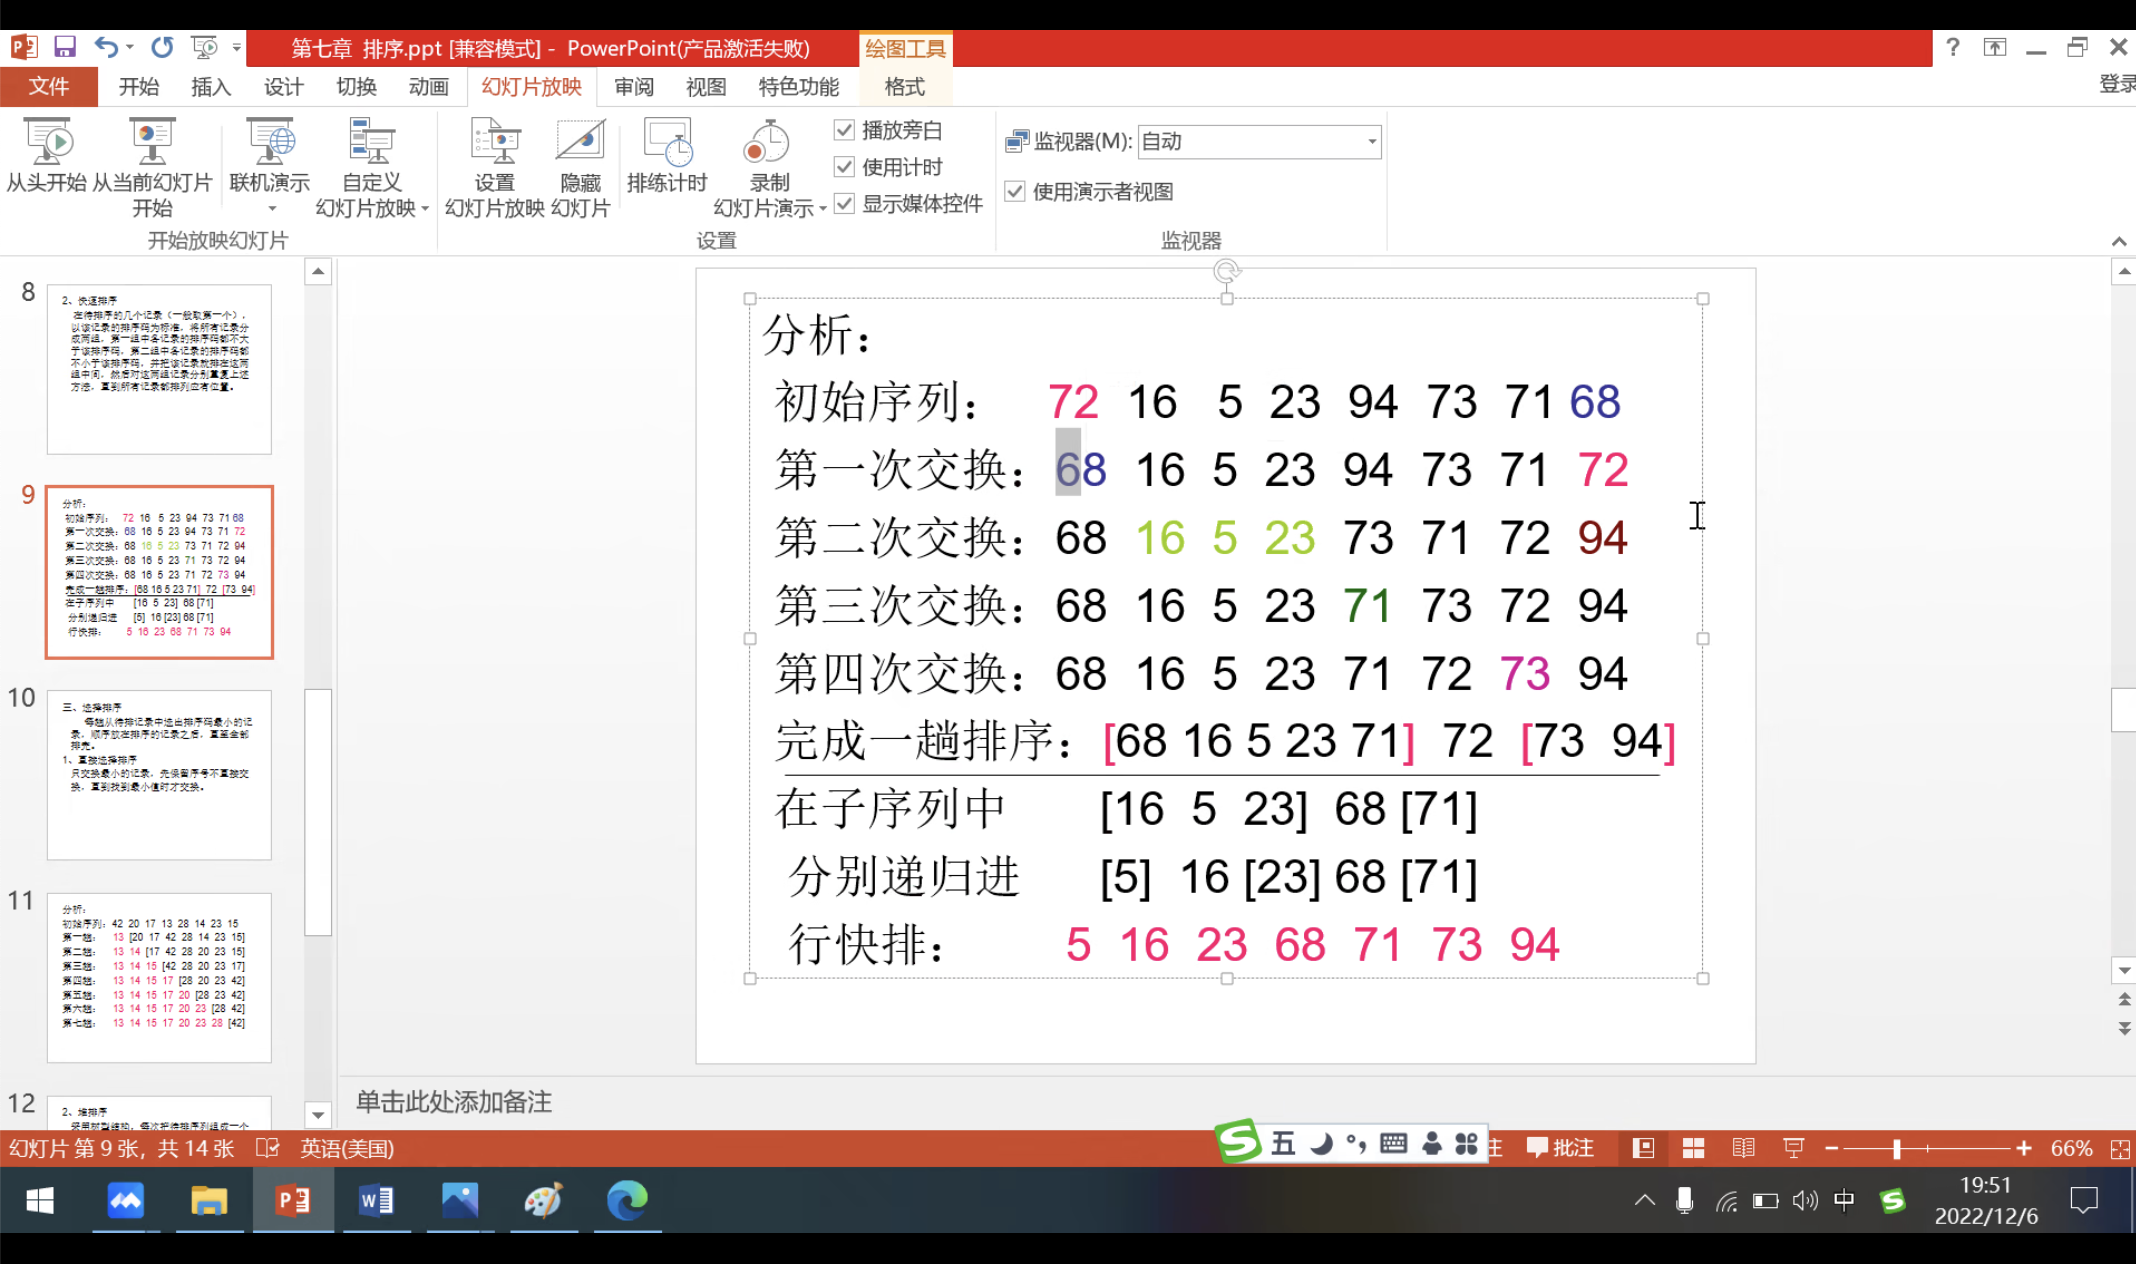 第七章 排序.ppt [兼容模式] - PowerPoint(产品激活失败)
绘图工具
文件 开始 插入 设计 切换 动画 幻灯片放映 审阅 视图 特色功能 格式 登录
从头开始
从当前幻灯片
开始
联机演示
自定义
幻灯片放映
设置
幻灯片放映
隐藏
幻灯片
排练计时
录制
幻灯片演示
播放旁白
使用计时
显示媒体控件
监视器(M): 自动
使用演示者视图
开始放映幻灯片
设置
监视器
8
2、快速排序
在待排序的几个记录（一般取第一个），
以该记录的排序码为标准，将所有记录分
成两组，第一组中各记录的排序码都不大
于该排序码，第二组中各记录的排序码都
不小于该排序码，并把该记录就排在这两
组中间，然后对这两组记录分别重复上述
方法，直到所有记录都排列应有位置。
9
分析：
初始序列： 72 16 5 23 94 73 71 68
第一次交换：68 16 5 23 94 73 71 72
第二次交换：68 16 5 23 73 71 72 94
第三次交换：68 16 5 23 71 73 72 94
第四次交换：68 16 5 23 71 72 73 94
完成一趟排序：[68 16 5 23 71] 72 [73 94]
在子序列中 [16 5 23] 68 [71]
分别递归进 [5] 16 [23] 68 [71]
行快排： 5 16 23 68 71 73 94
10
三、选择排序
每趟从待排记录中选出排序码最小的记
录，顺序放在排序的记录之后，直至全部
排完。
1、直接选择排序
只交换最小的记录，先保留序号不直接交
换，直到找到最小值时才交换。
11
分析：
初始序列：42 20 17 13 28 14 23 15
第一趟： 13 [20 17 42 28 14 23 15]
第二趟： 13 14 [17 42 28 20 23 15]
第三趟： 13 14 15 [42 28 20 23 17]
第四趟： 13 14 15 17 [28 20 23 42]
第五趟： 13 14 15 17 20 [28 23 42]
第六趟： 13 14 15 17 20 23 [28 42]
第七趟： 13 14 15 17 20 23 28 [42]
12
2、堆排序
采用树型结构，每次把待排序列组成一个
分析：
初始序列： 72 16 5 23 94 73 71 68
第一次交换：68 16 5 23 94 73 71 72
第二次交换：68 16 5 23 73 71 72 94
第三次交换：68 16 5 23 71 73 72 94
第四次交换：68 16 5 23 71 72 73 94
完成一趟排序：[68 16 5 23 71] 72 [73 94]
在子序列中 [16 5 23] 68 [71]
分别递归进 [5] 16 [23] 68 [71]
行快排： 5 16 23 68 71 73 94
单击此处添加备注
幻灯片 第 9 张，共 14 张 英语(美国)
五
批注
66%
中
19:51
2022/12/6